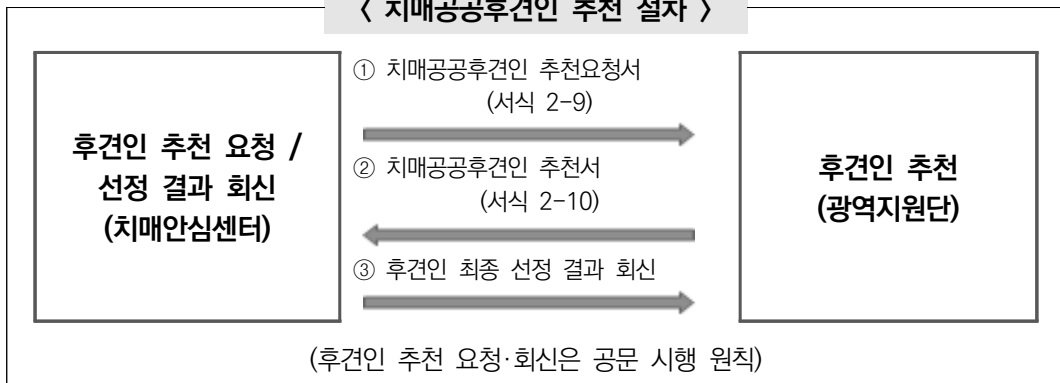 〈 치매공공후견인 추천 절차 〉
① 치매공공후견인 추천요청서
(서식 2-9)
후견인 추천 요청 /
선정 결과 회신
(치매안심센터)
② 치매공공후견인 추천서
(서식 2-10)
후견인 추천
(광역지원단)
③ 후견인 최종 선정 결과 회신
(후견인 추천 요청·회신은 공문 시행 원칙)